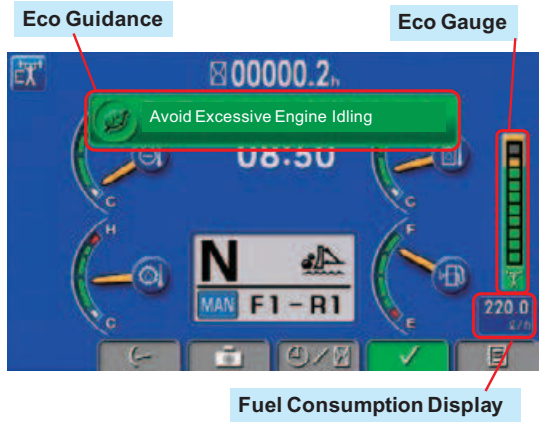 Eco Guidance
Eco Gauge
E
00000.2h
Avoid Excessive Engine Idling
08:50
C
C
H
F
N
MAN F1-R1
220.0
ℓ/h
C
E
Fuel Consumption Display